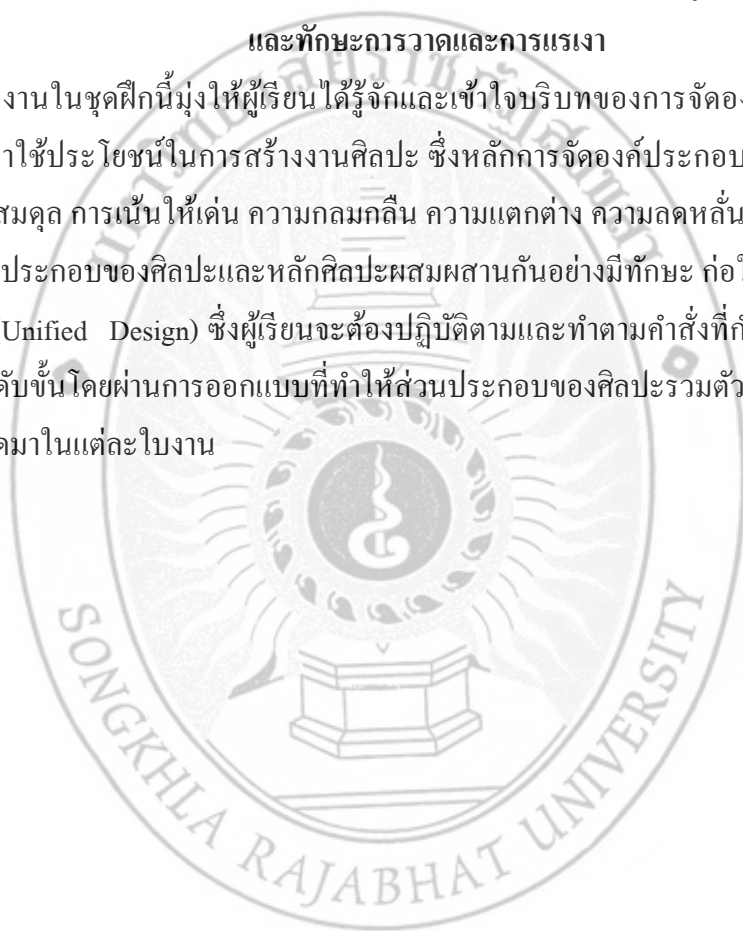 และทักษะการวาดและการแรเงา
งานในชุดฝึกนี้มุ่งให้ผู้เรียนได้รู้จักและเข้าใจบริบทของการจัดอง
าใช้ประโยชน์ในการสร้างงานศิลปะ ซึ่งหลักการจัดองค์ประกอบ
สมดุล การเน้นให้เด่น ความกลมกลืน ความแตกต่าง ความลดหลั่น
ประกอบของศิลปะและหลักศิลปะผสมผสานกันอย่างมีทักษะ ก่อใ
(Unified Design) ซึ่งผู้เรียนจะต้องปฏิบัติตามและทำตามคำสั่งที่ก
ดับขั้นโดยผ่านการออกแบบที่ทำให้ส่วนประกอบของศิลปะรวมตัว
ดมาในแต่ละใบงาน
SONGKHLA RAJABHAT UNIVERSITY